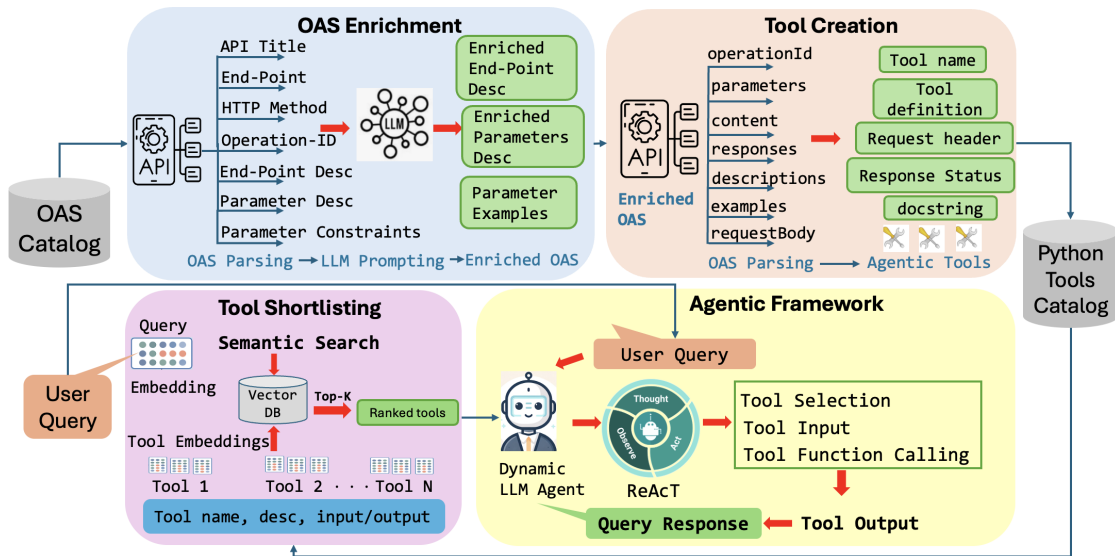 OAS Enrichment
API Title
End-Point
HTTP Method
Operation-ID
End-Point Desc
Parameter Desc
Parameter Constraints
API
LLM
Enriched
End-Point
Desc
Enriched
Parameters
Desc
Parameter
Examples
OAS Parsing
LLM Prompting
Enriched OAS
OAS
Catalog
Tool Creation
operationId
parameters
content
responses
descriptions
examples
requestBody
API
Enriched
OAS
Tool name
Tool
definition
Request header
Response Status
docstring
OAS Parsing
Agentic Tools
Python
Tools
Catalog
Tool Shortlisting
Query
Embedding
Semantic Search
User
Query
Vector
DB
Top-K
Ranked tools
Tool Embeddings
Tool 1
Tool 2 . . . Tool N
Tool name, desc, input/output
Agentic Framework
User Query
Dynamic
LLM Agent
Thought
Observe
Act
ReAcT
Tool Selection
Tool Input
Tool Function Calling
Tool Output
Query Response